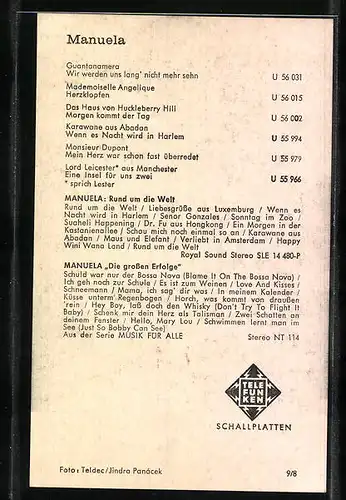 Manuela
Guantanamera
Wir werden uns lang' nicht mehr sehn U 56 031
Mademoiselle Angelique
Herzklopfen U 56 015
Das Haus von Huckleberry Hill
Morgen kommt der Tag U 56 002
Karawane aus Abadan
Wenn es Nacht wird in Harlem U 55 994
Monsieur Dupont
Mein Herz war schon fast überredet U 55 979
Lord Leicester* aus Manchester
Eine Insel für uns zwei U 55 966
* sprich Lester
MANUELA: Rund um die Welt
Rund um die Welt / Liebesgrüße aus Luxemburg / Wenn es
Nacht wird in Harlem / Senor Gonzales / Sonntag im Zoo /
Suaheli Happening / Dr. Fu aus Hongkong / Ein Morgen in der
Kastanienallee / Schau mich noch einmal so an / Karawane aus
Abadan / Maus und Elefant / Verliebt in Amsterdam / Happy
Wini Wana Land / Rund um die Welt
Royal Sound Stereo SLE 14 480-P
MANUELA „Die großen Erfolge"
Schuld war nur der Bossa Nova (Blame It On The Bossa Nova) /
Ich geh noch zur Schule / Es ist zum Weinen / Love And Kisses /
Schneemann / Mama, ich sag' dir was / In meinem Kalender /
Küsse unterm Regenbogen / Horch, was kommt von draußen
rein / Hey Boy, laß doch den Whisky (Don't Try To Fight It
Baby) / Schenk mir dein Herz als Talisman / Zwei Schatten an
deinem Fenster / Hello, Mary Lou / Schwimmen lernt man im
See (Just So Bobby Can See)
Aus der Serie MUSIK FÜR ALLE Stereo NT 114
TELE
FUN
KEN
SCHALLPLATTEN
Foto: Teldec/Jindra Panácek 9/8